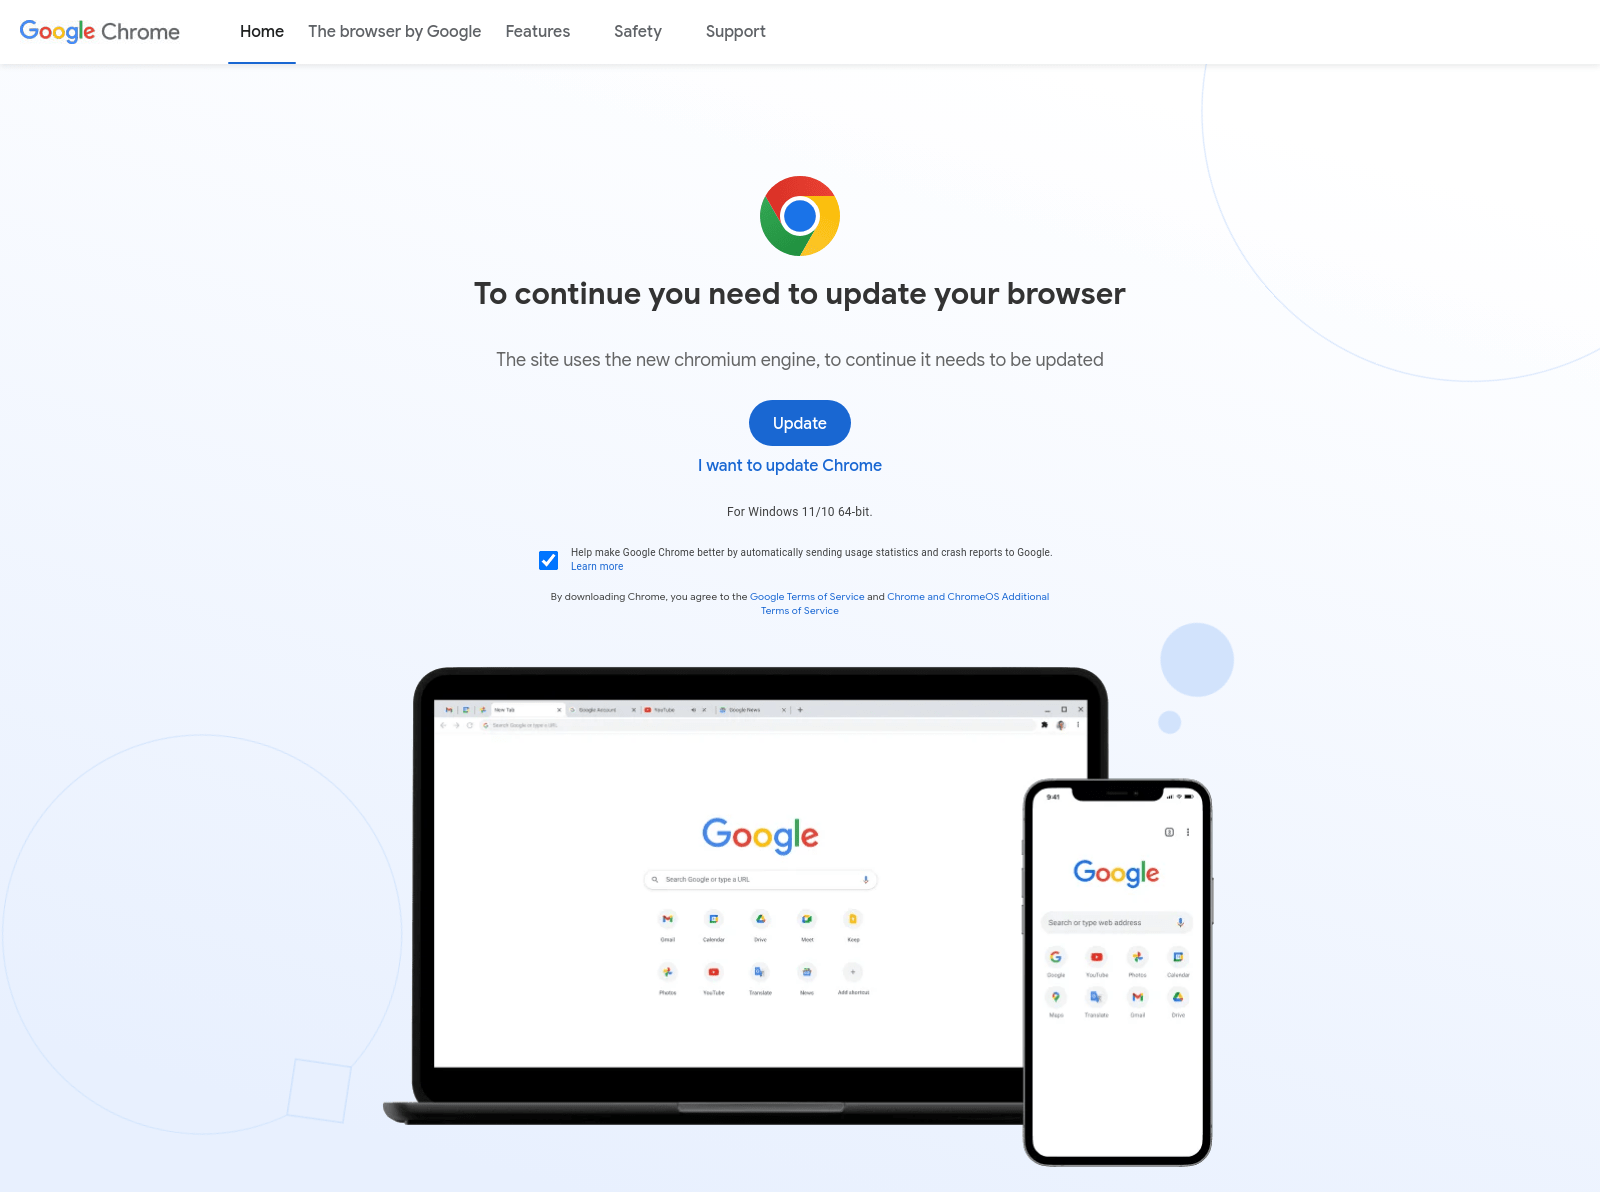 Google Chrome
Home
The browser by Google
Features
Safety
Support
To continue you need to update your browser
The site uses the new chromium engine, to continue it needs to be updated
Update
I want to update Chrome
For Windows 11/10 64-bit.
Help make Google Chrome better by automatically sending usage statistics and crash reports to Google.
Learn more
By downloading Chrome, you agree to the Google Terms of Service and Chrome and ChromeOS Additional
Terms of Service
New Tab
Google Account
YouTube
Google News
Search Google or type a URL
Google
Search Google or type a URL
Gmail
Calendar
Drive
Meet
Keep
Photos
YouTube
Translate
News
Add shortcut
9:41
Google
Search or type web address
Google
YouTube
Photos
Calendar
Maps
Translate
Gmail
Drive